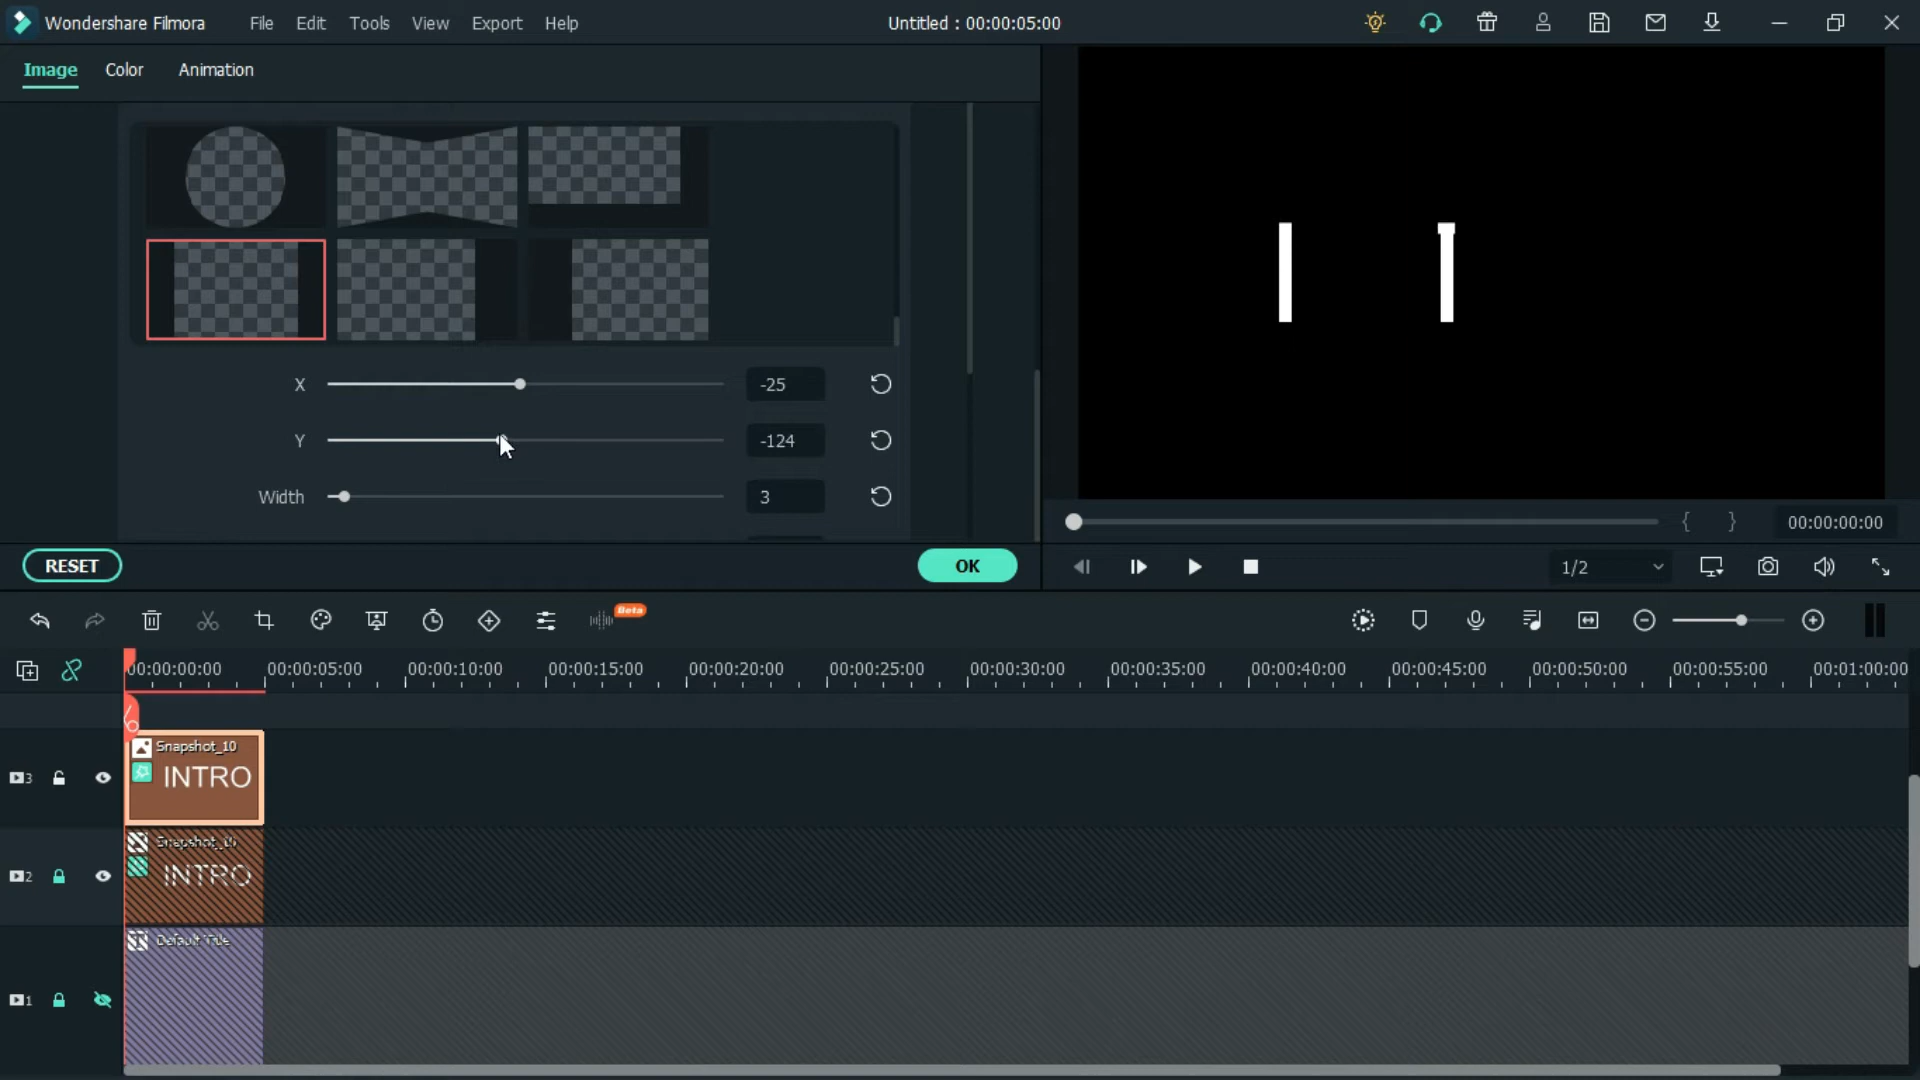 Wondershare Filmora File Edit Tools View Export Help Untitled : 00:00:05:00
Image Color Animation
X -25
Y -124
Width 3
RESET OK
00:00:00:00
1/2
Beta
00:00:00:00 00:00:05:00 00:00:10:00 00:00:15:00 00:00:20:00 00:00:25:00 00:00:30:00 00:00:35:00 00:00:40:00 00:00:45:00 00:00:50:00 00:00:55:00 00:01:00:00
Snapshot_10
INTRO
3
Snapshot_10
INTRO
2
Default Title
1